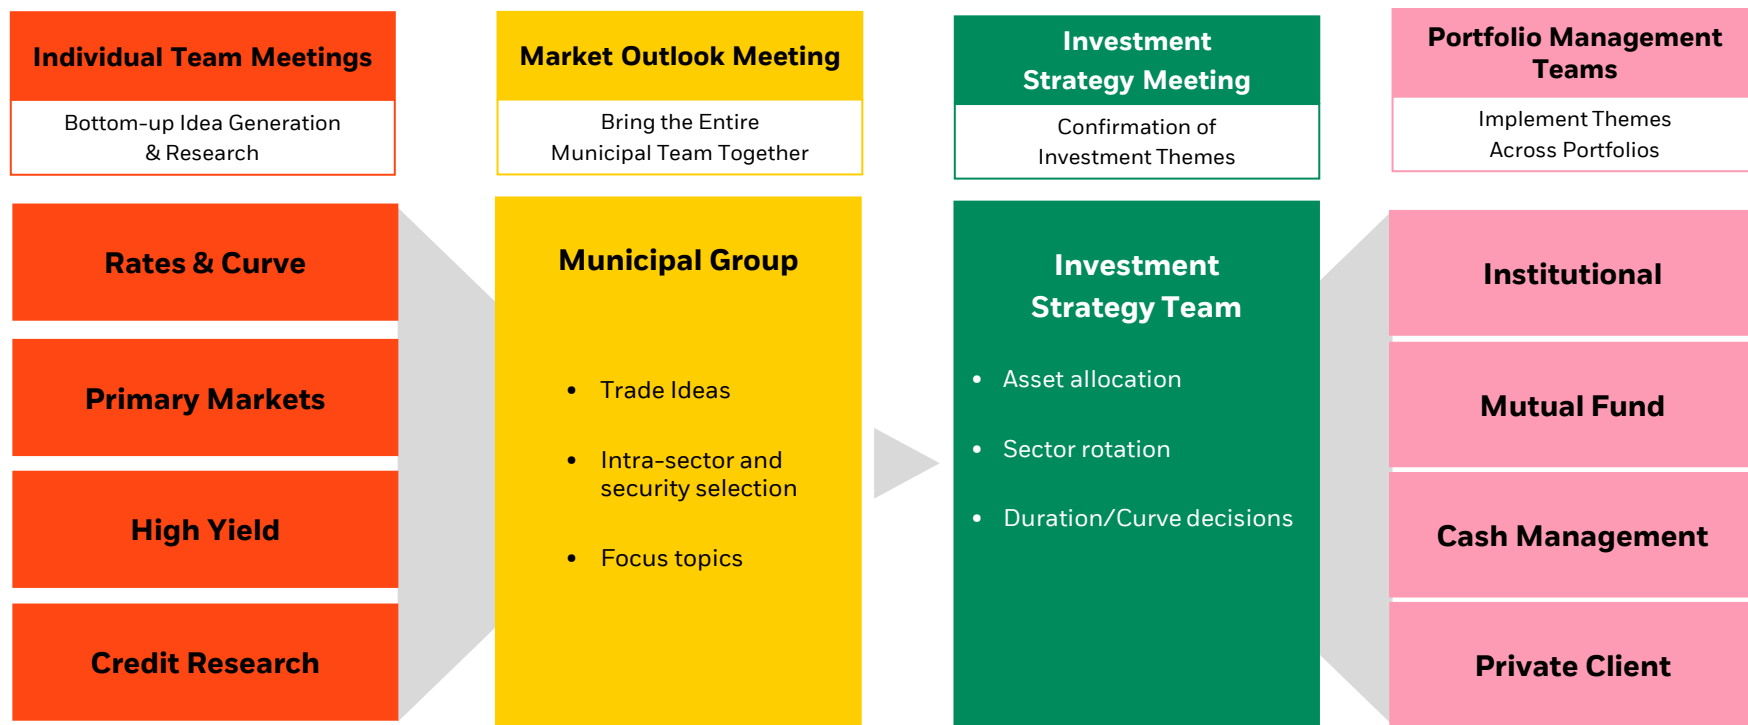 Individual Team Meetings
Bottom-up Idea Generation
& Research
Rates & Curve
Primary Markets
High Yield
Credit Research
Market Outlook Meeting
Bring the Entire
Municipal Team Together
Municipal Group
• Trade Ideas
• Intra-sector and
security selection
• Focus topics
Investment
Strategy Meeting
Confirmation of
Investment Themes
Investment
Strategy Team
• Asset allocation
• Sector rotation
• Duration/Curve decisions
Portfolio Management
Teams
Implement Themes
Across Portfolios
Institutional
Mutual Fund
Cash Management
Private Client